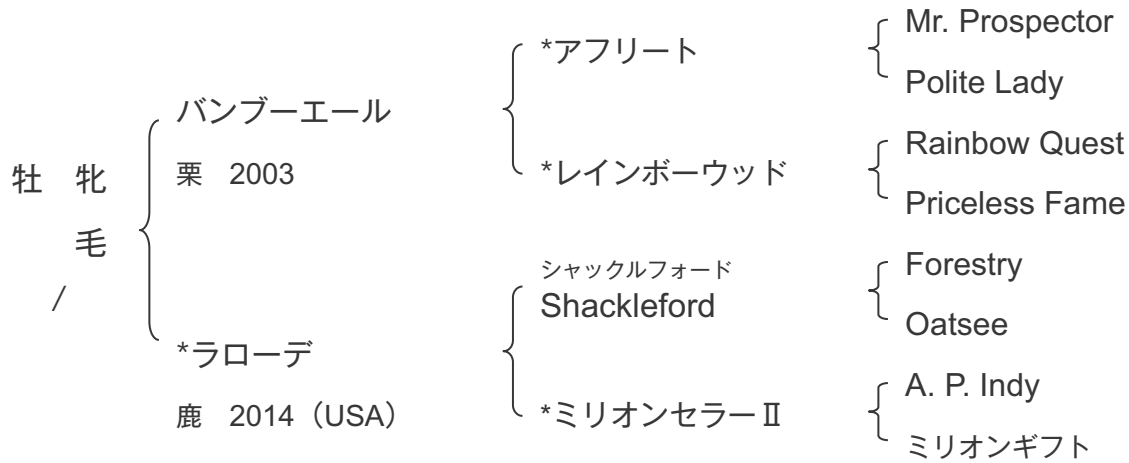 牡 牝
毛
/
バンブーエール
栗 2003
*ラローデ
鹿 2014(USA)
*アフリート
*レインボーウッド
シャックルフォード
Shackleford
*ミリオンセラーⅡ
Mr. Prospector
Polite Lady
Rainbow Quest
Priceless Fame
Forestry
Oatsee
A. P. Indy
ミリオンギフト